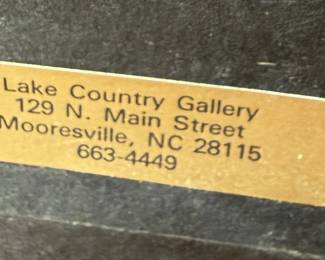 Lake Country Gallery
129 N. Main Street
Mooresville, NC 28115
663-4449